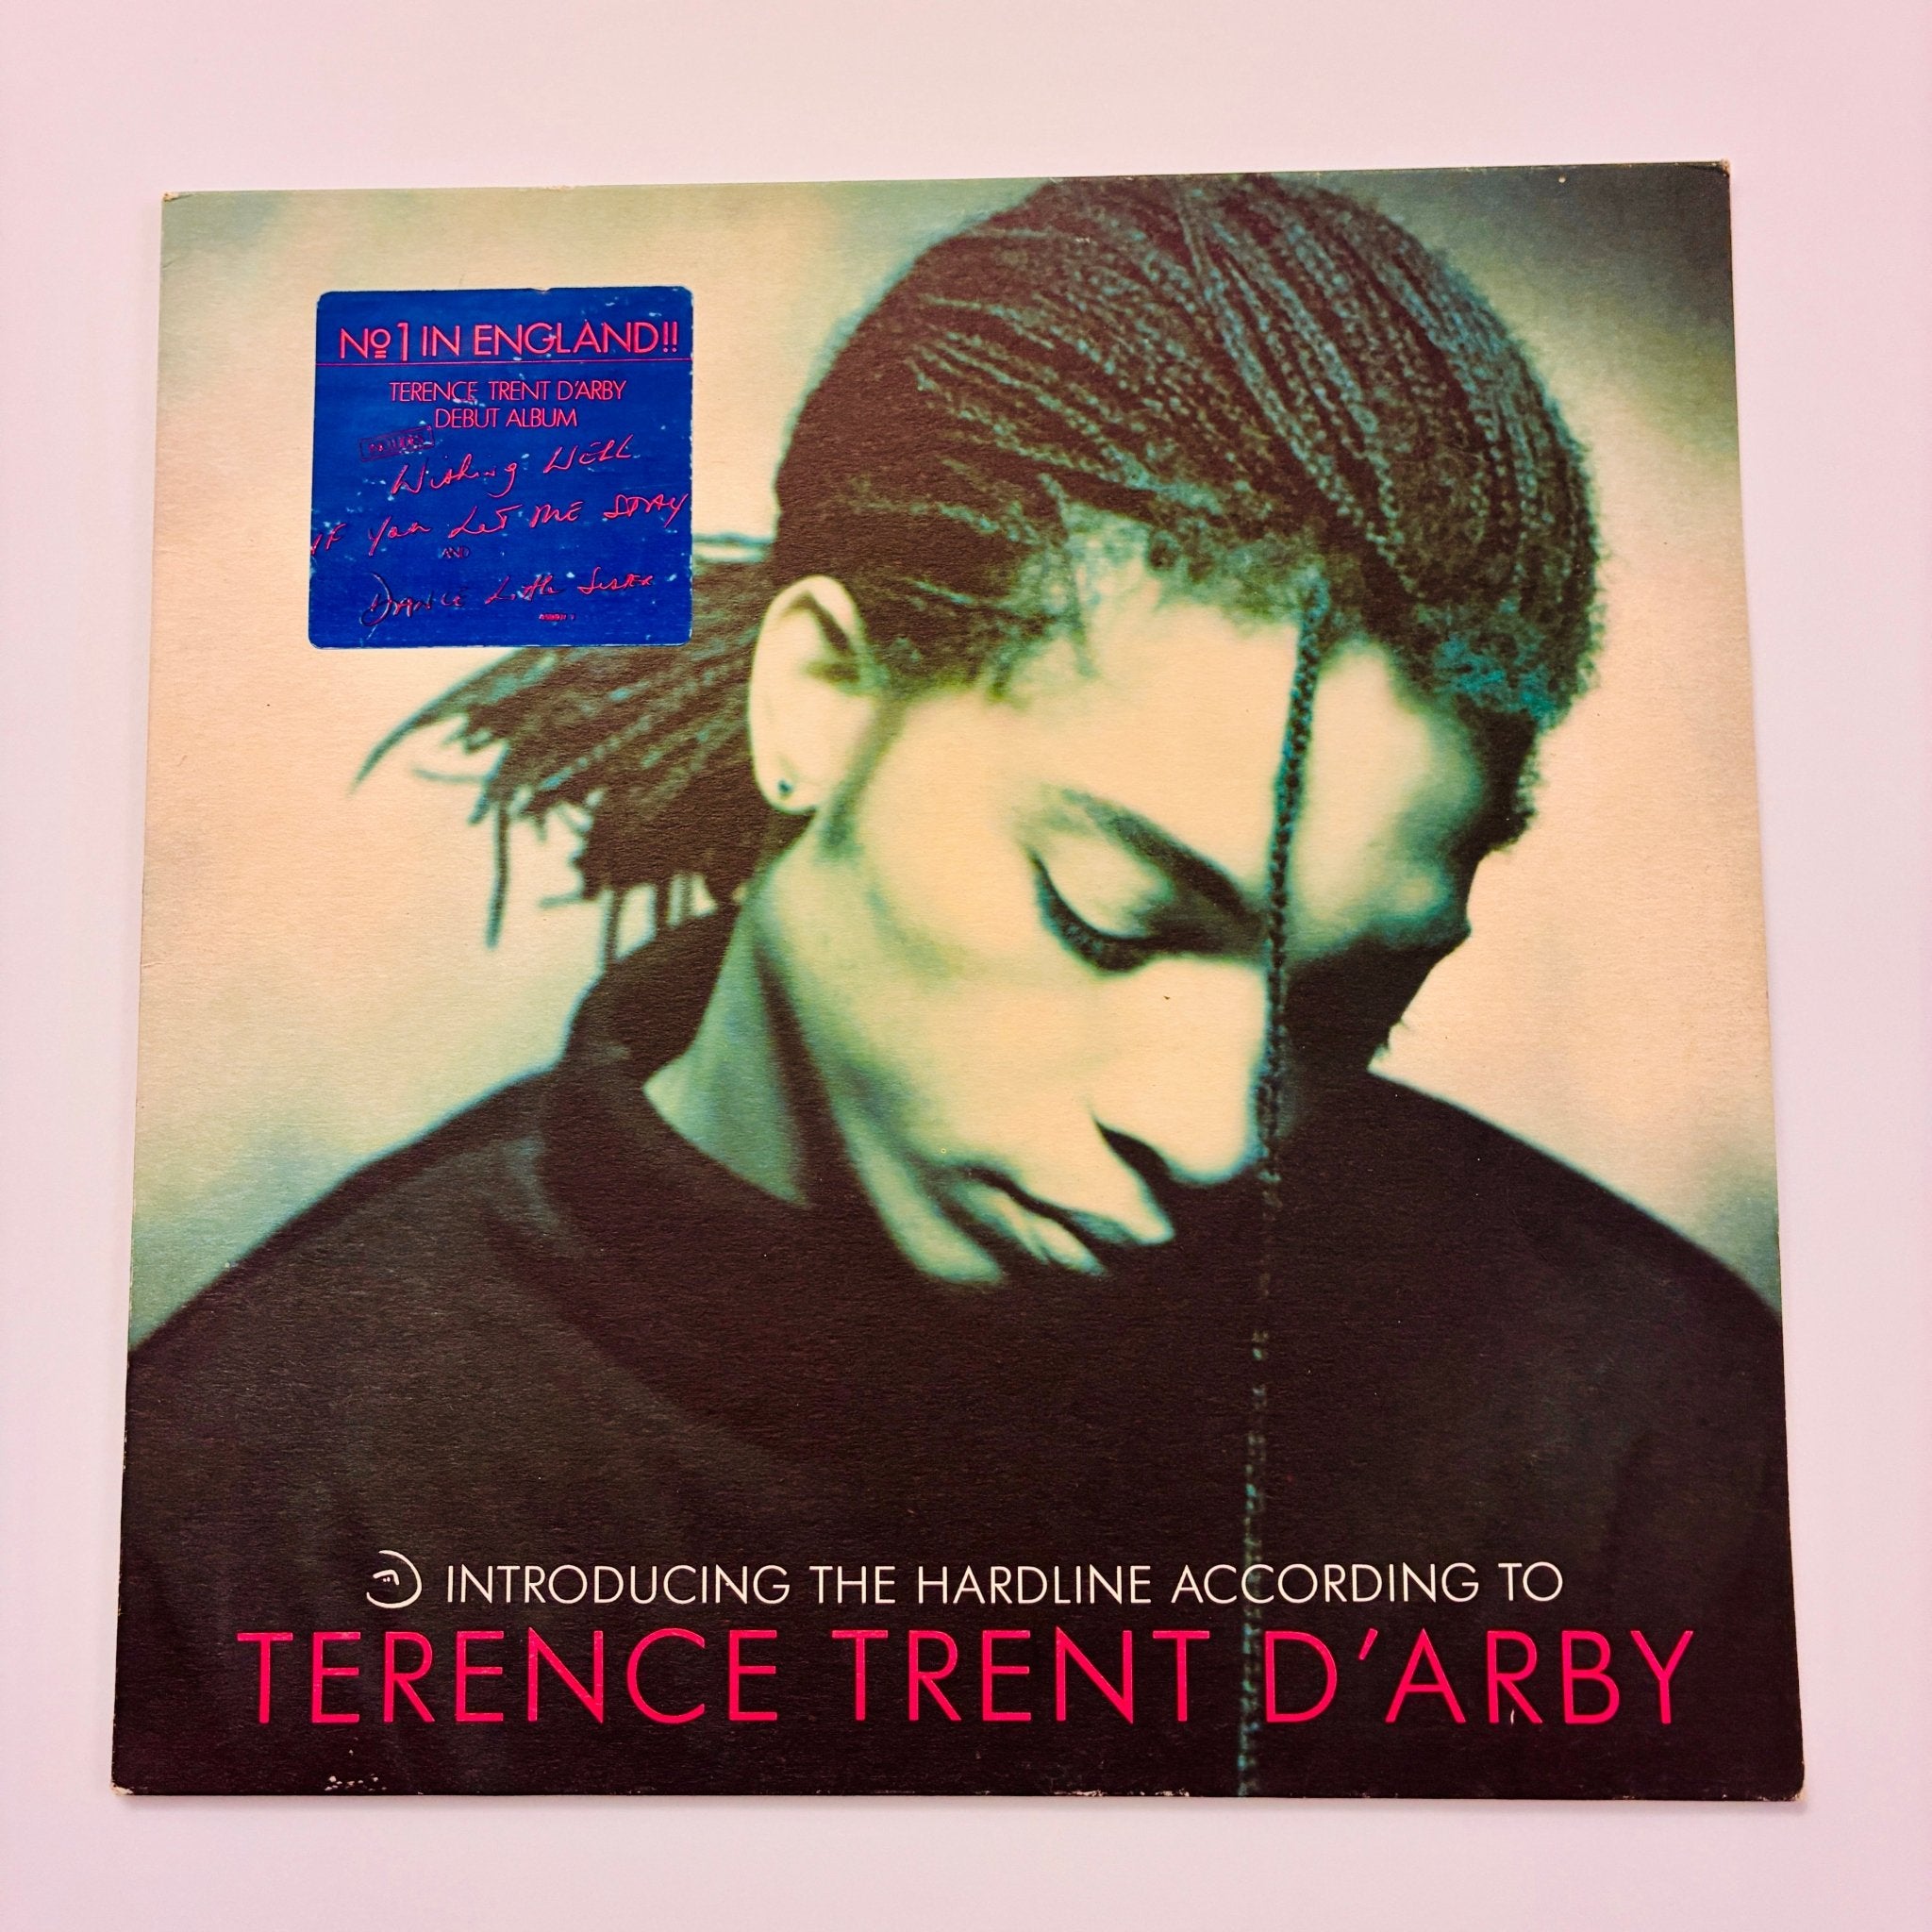 Nº1 IN ENGLAND!!
TERENCE TRENT D'ARBY
DEBUT ALBUM
Wishing WELL
IF You LeT ME STAY
AND
DANCE Little SisTER
INTRODUCING THE HARDLINE ACCORDING TO
TERENCE TRENT D'ARBY